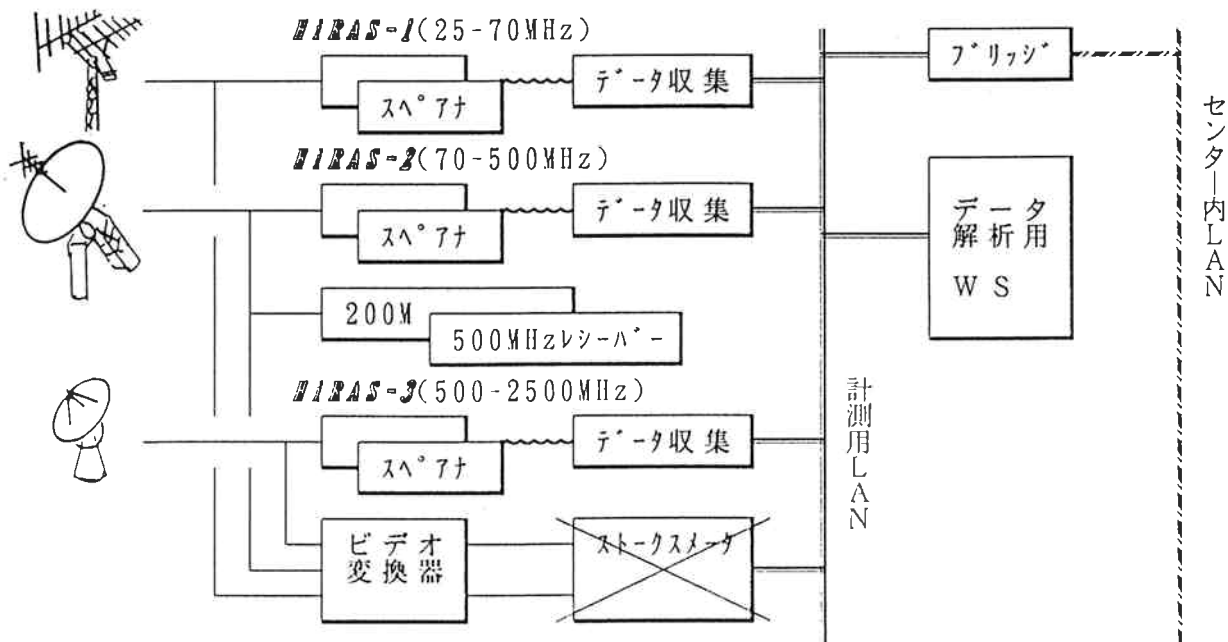 HiRAS-1(25-70MHz)
スペアナ
データ収集
ブリッジ
HiRAS-2(70-500MHz)
スペアナ
データ収集
データ
解析用
WS
200M
500MHzレシーバー
HiRAS-3(500-2500MHz)
スペアナ
データ収集
ビデオ
変換器
ストークスメータ
計測用LAN
センター内LAN